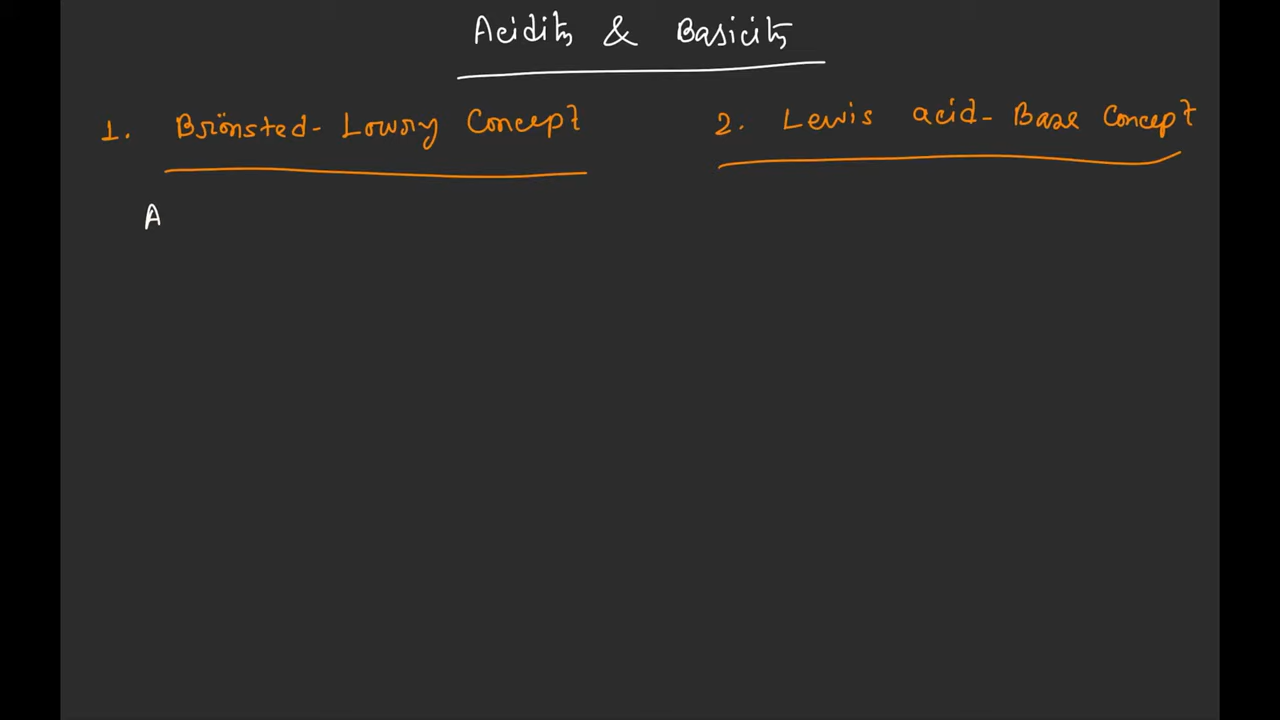 Acidity & Basicity
1. Brönsted-Lowry Concept
2. Lewis acid-Base Concept
A